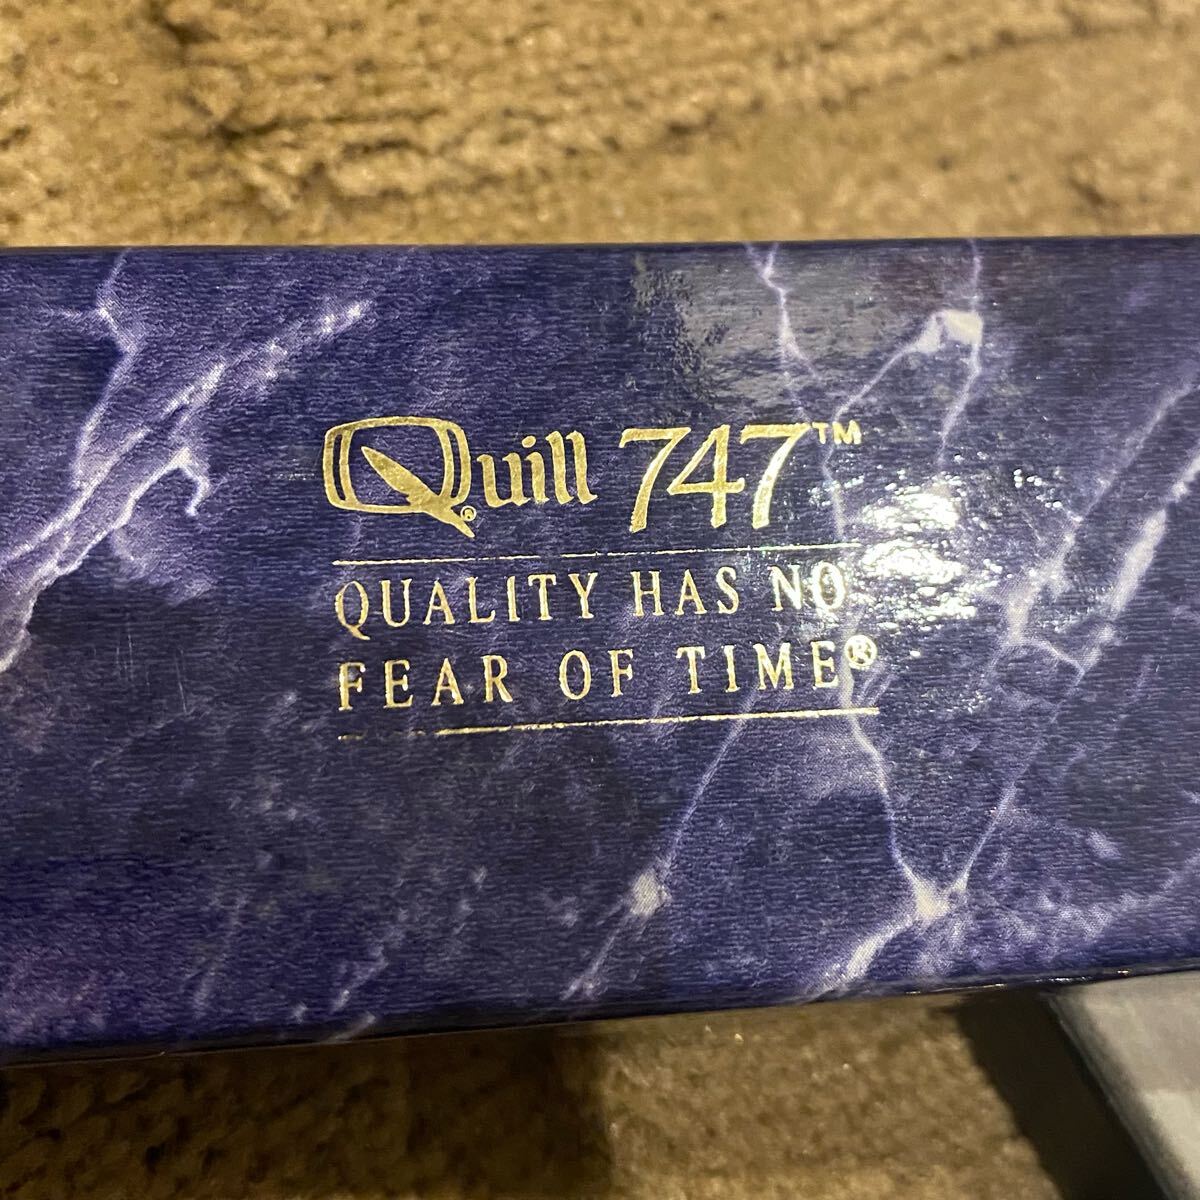 Quill® 747™
QUALITY HAS NO
FEAR OF TIME®